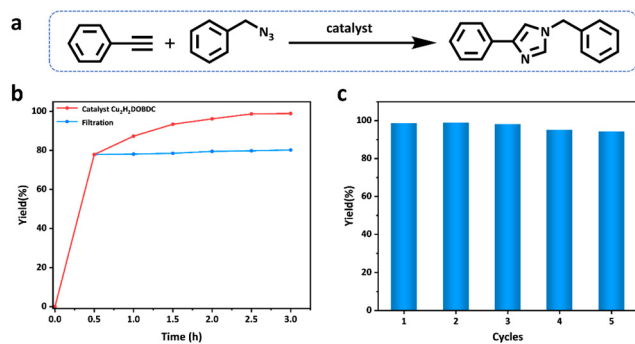 a
+
N3
catalyst
N
N
b
Catalyst Cu2H2DOBDC
Filtration
100
80
60
40
20
0
Yield(%)
0.0 0.5 1.0 1.5 2.0 2.5 3.0
Time (h)
c
100
80
60
40
20
0
Yield(%)
1 2 3 4 5
Cycles